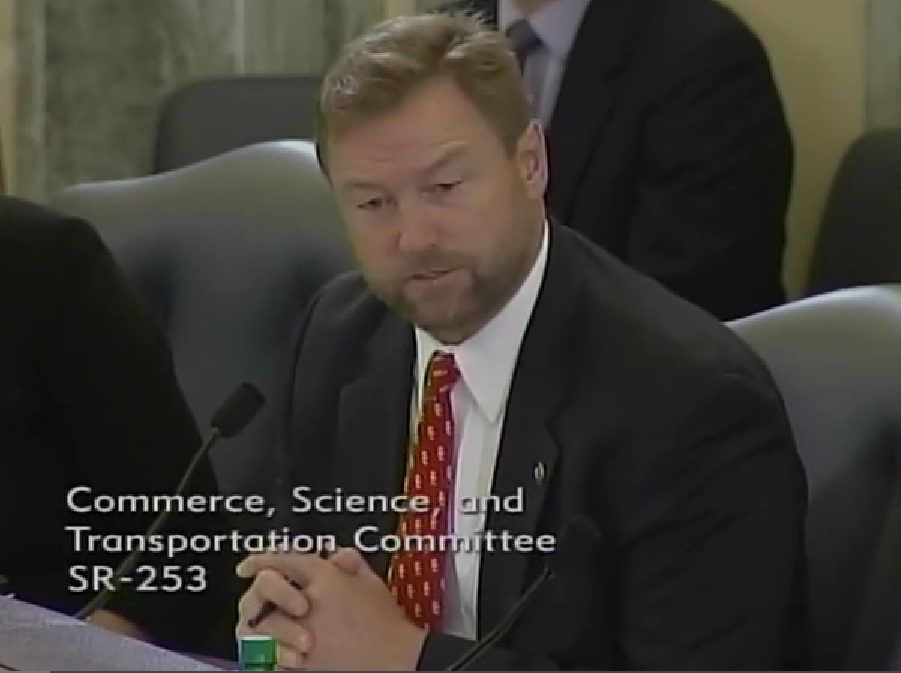 Commerce, Science, and
Transportation Committee
SR-253